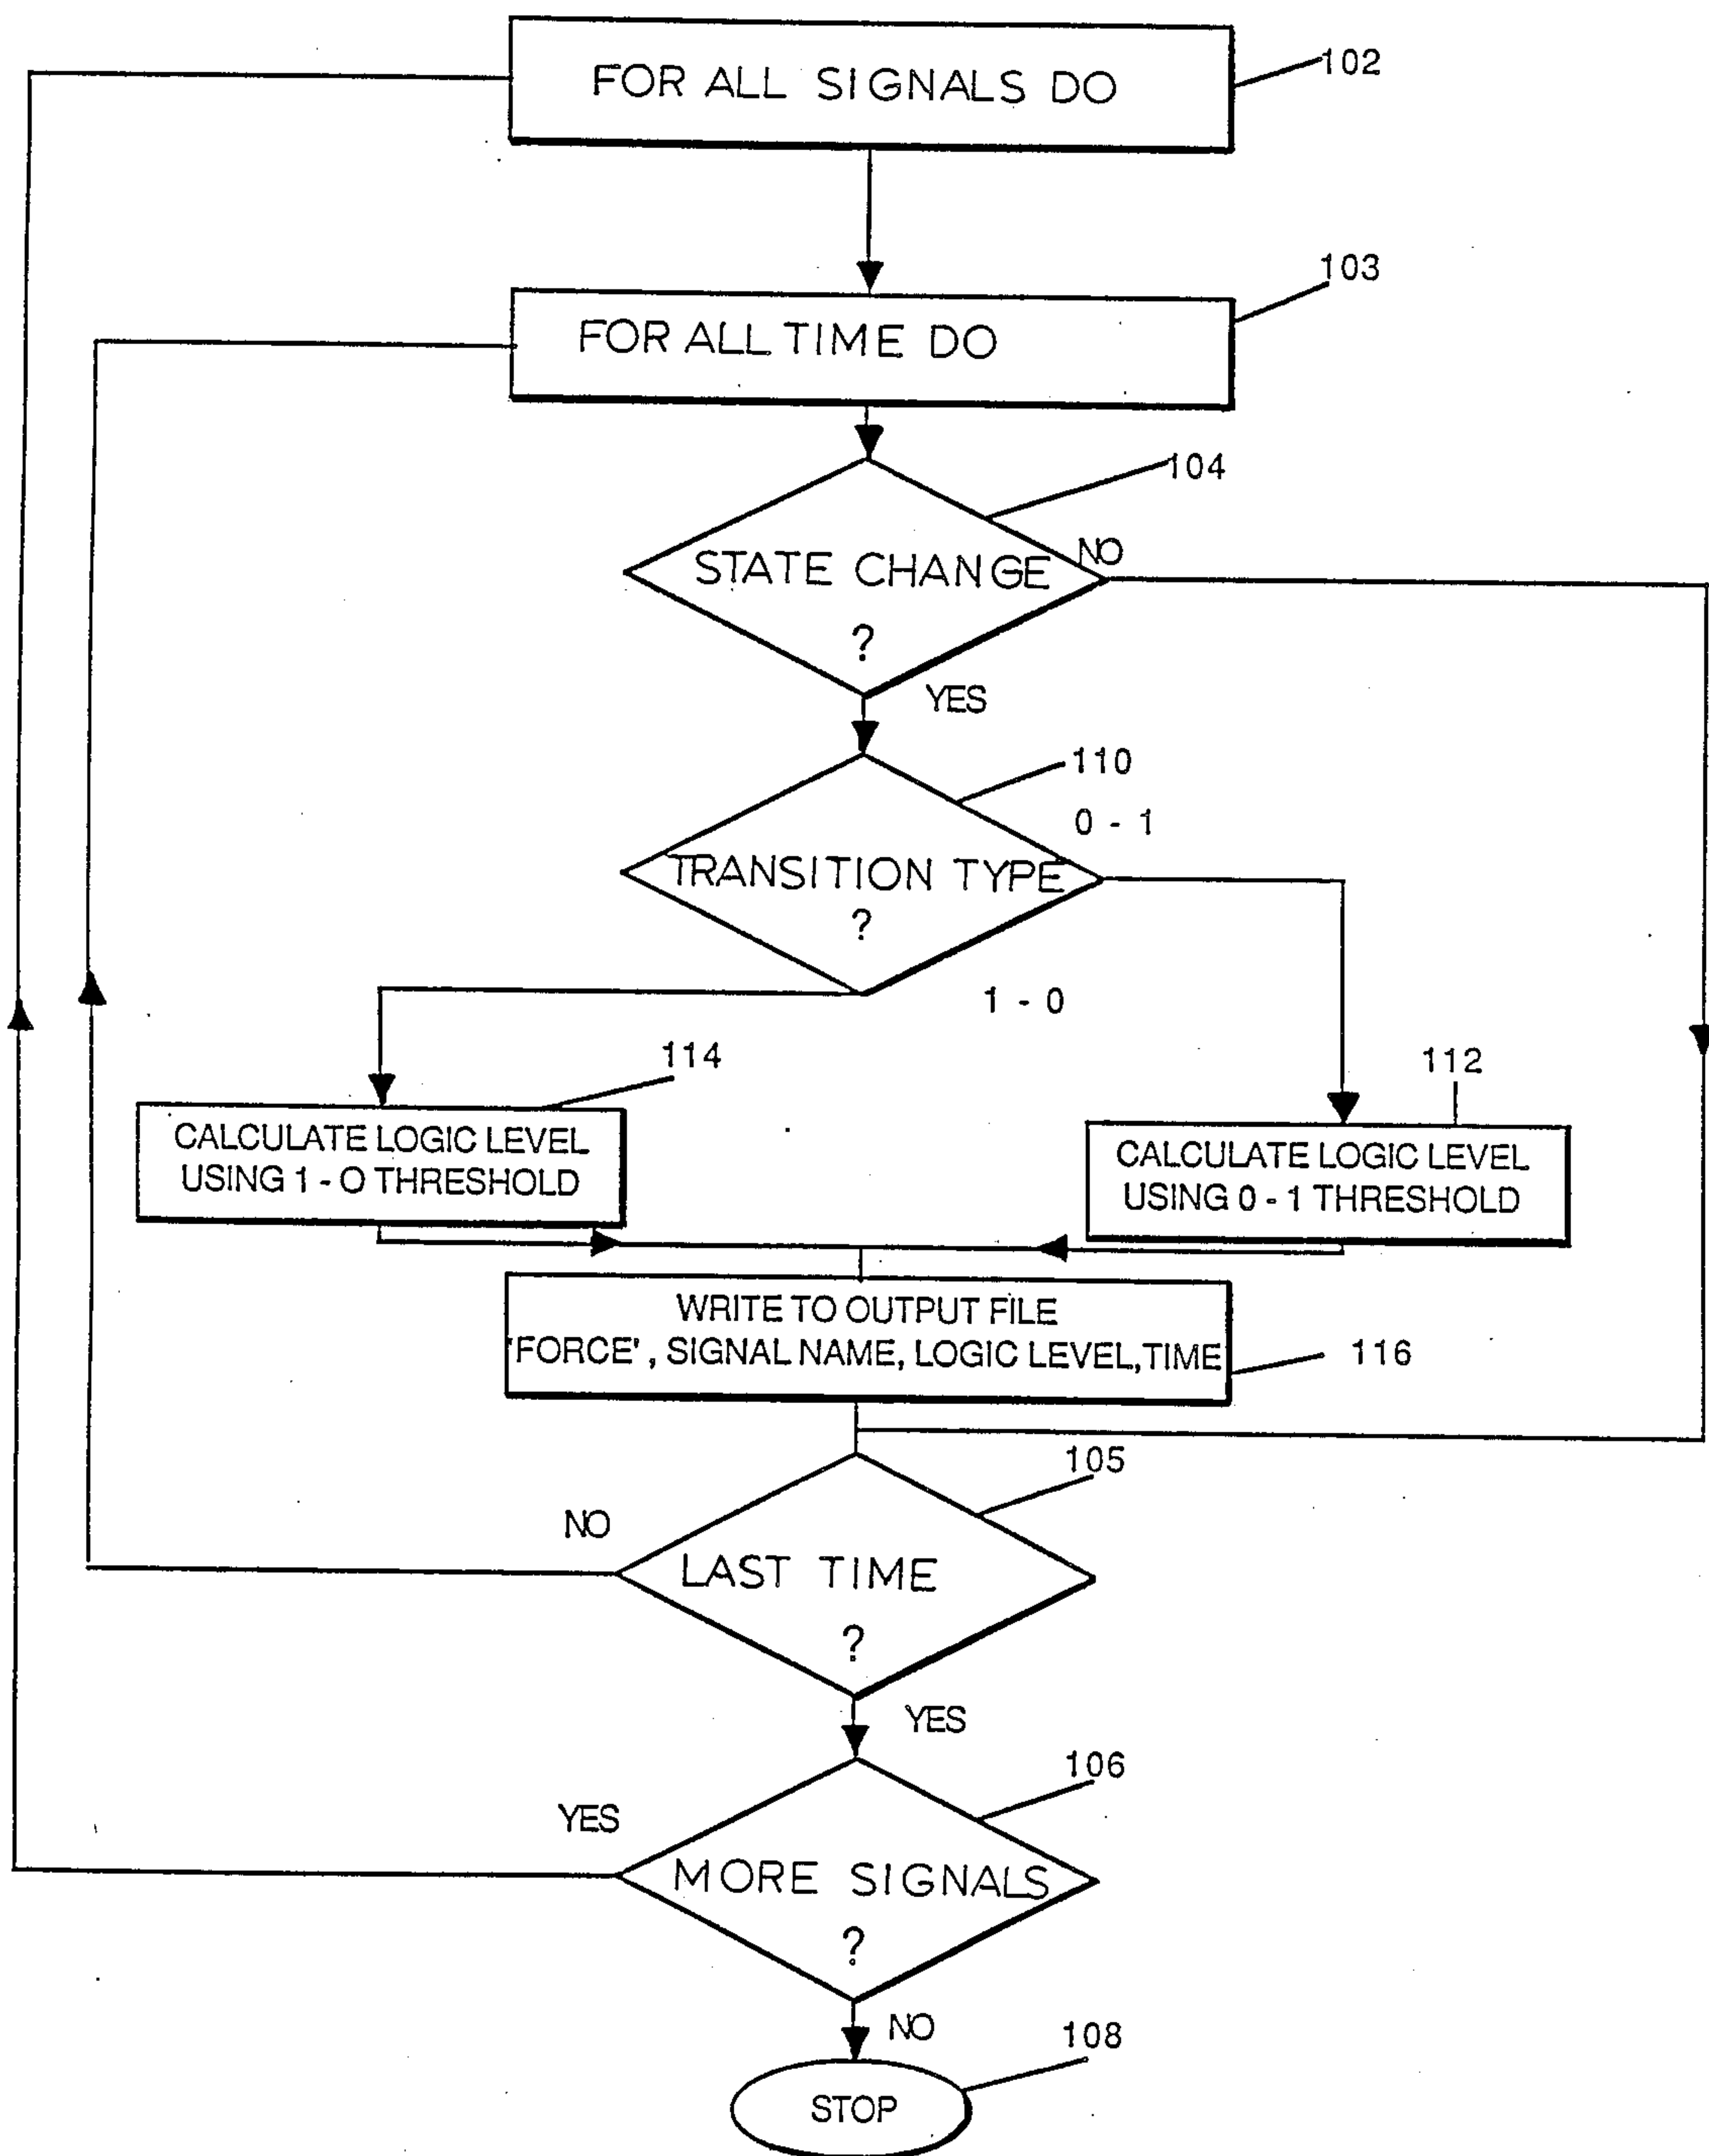 FOR ALL SIGNALS DO
102
FOR ALL TIME DO
103
104
STATE CHANGE
?
NO
YES
110
0 - 1
TRANSITION TYPE
?
1 - 0
114
CALCULATE LOGIC LEVEL
USING 1 - O THRESHOLD
112
CALCULATE LOGIC LEVEL
USING 0 - 1 THRESHOLD
WRITE TO OUTPUT FILE
'FORCE', SIGNAL NAME, LOGIC LEVEL, TIME
116
105
NO
LAST TIME
?
YES
106
YES
MORE SIGNALS
?
NO
108
STOP